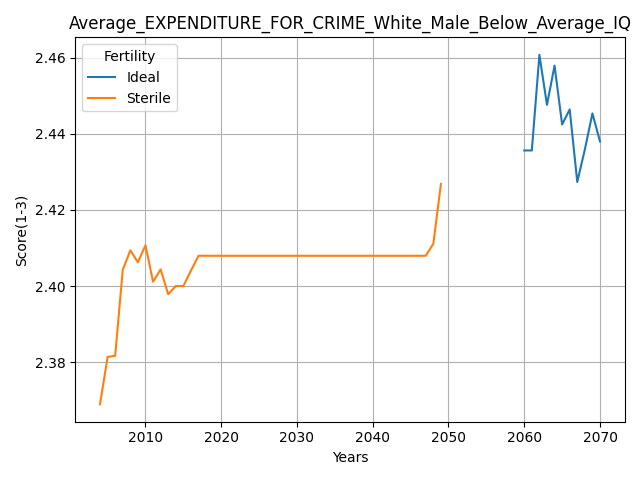 Average_EXPENDITURE_FOR_CRIME_White_Male_Below_Average_IQ
Fertility
Ideal
Sterile
2.46
2.44
2.42
2.40
2.38
Score(1-3)
2010
2020
2030
2040
2050
2060
2070
Years